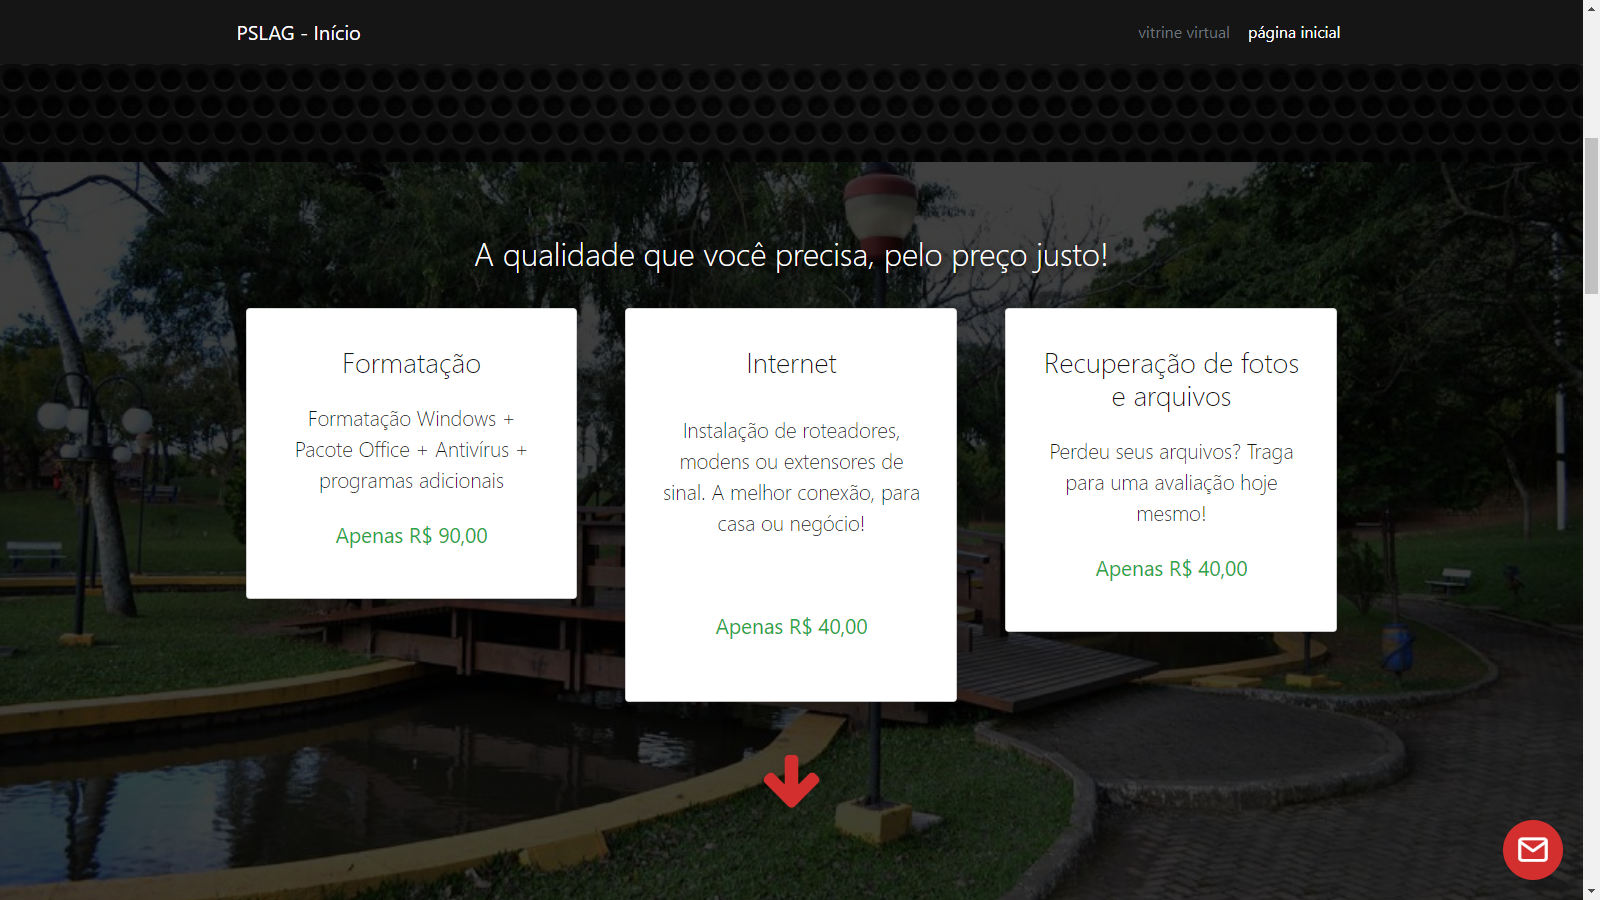 PSLAG - Início
vitrine virtual
página inicial
A qualidade que você precisa, pelo preço justo!
Formatação
Formatação Windows +
Pacote Office + Antivírus +
programas adicionais
Apenas R$ 90,00
Internet
Instalação de roteadores,
modens ou extensores de
sinal. A melhor conexão, para
casa ou negócio!
Apenas R$ 40,00
Recuperação de fotos
e arquivos
Perdeu seus arquivos? Traga
para uma avaliação hoje
mesmo!
Apenas R$ 40,00